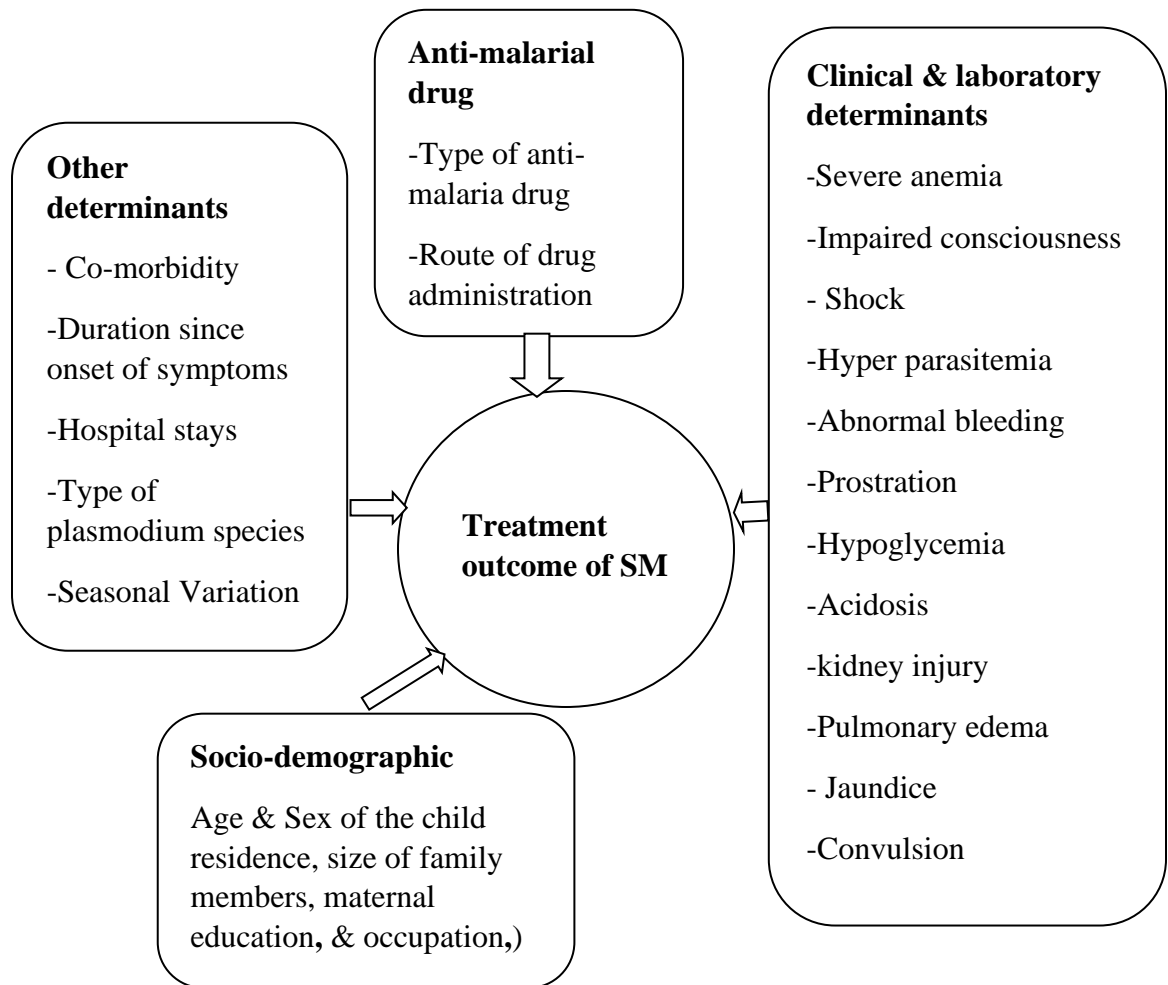 Anti-malarial
drug
-Type of anti-
malaria drug
-Route of drug
administration
Clinical & laboratory
determinants
-Severe anemia
-Impaired consciousness
- Shock
-Hyper parasitemia
-Abnormal bleeding
-Prostration
-Hypoglycemia
-Acidosis
-kidney injury
-Pulmonary edema
- Jaundice
-Convulsion
Other
determinants
- Co-morbidity
-Duration since
onset of symptoms
-Hospital stays
-Type of
plasmodium species
-Seasonal Variation
Treatment
outcome of SM
Socio-demographic
Age & Sex of the child
residence, size of family
members, maternal
education, & occupation,)